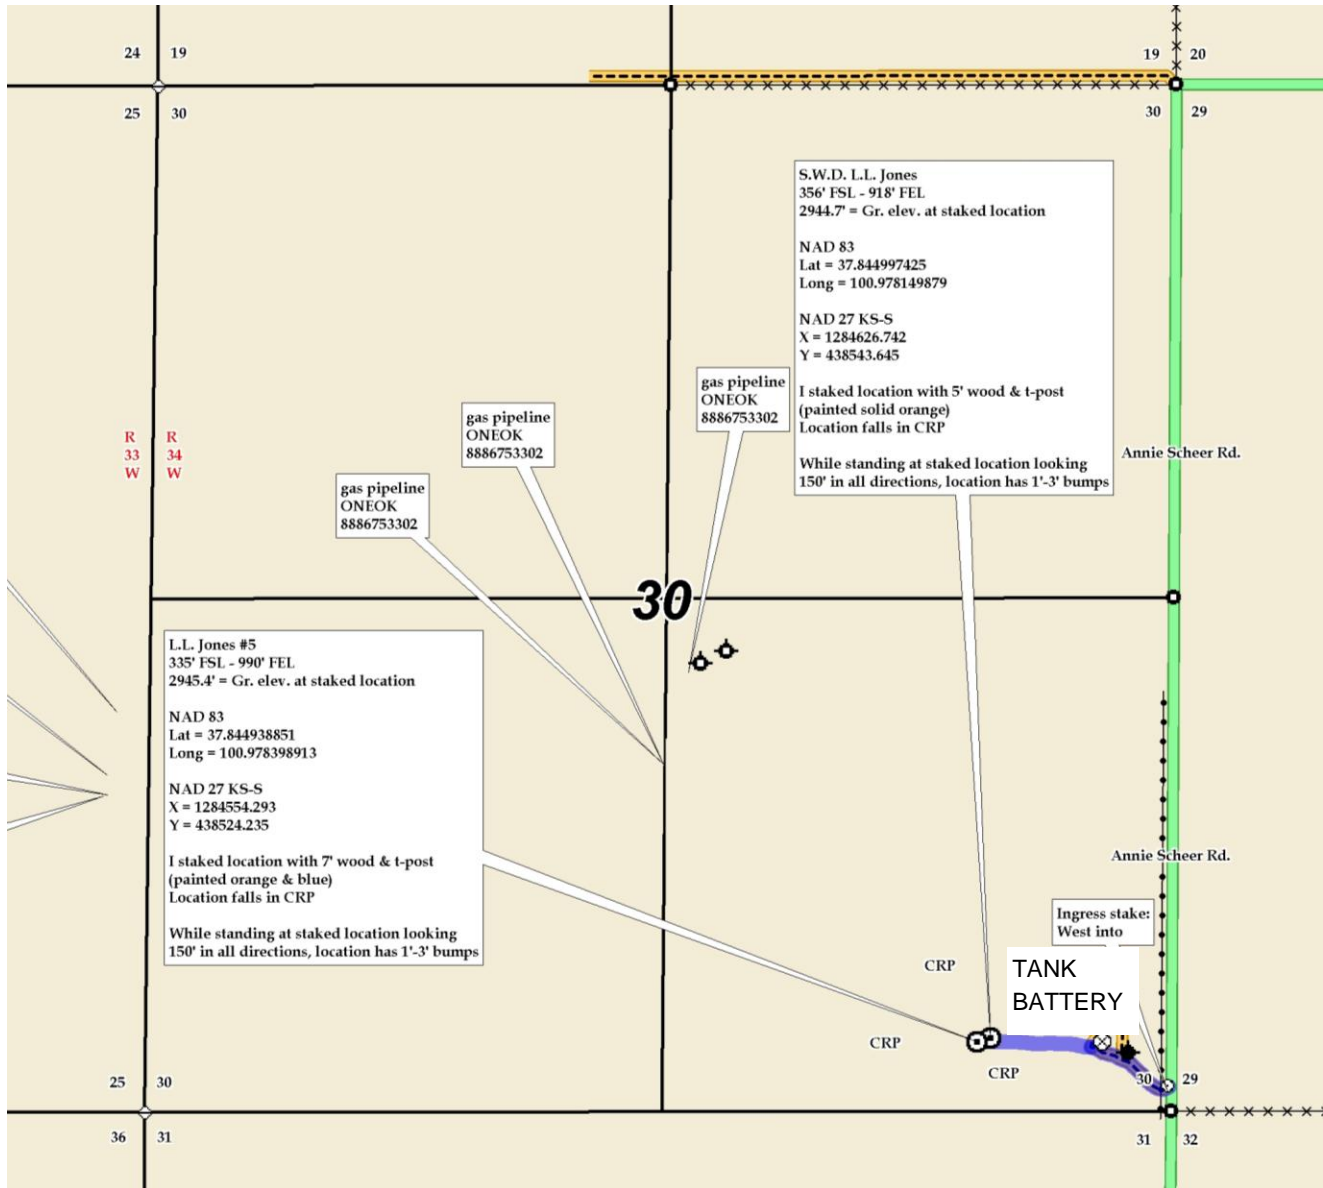 24 19
19 20
25 30
30 29
S.W.D. L.L. Jones
356' FSL - 918' FEL
2944.7' = Gr. elev. at staked location
NAD 83
Lat = 37.844997425
Long = 100.978149879
NAD 27 KS-S
X = 1284626.742
Y = 438543.645
I staked location with 5' wood & t-post
(painted solid orange)
Location falls in CRP
While standing at staked location looking
150' in all directions, location has 1'-3' bumps
gas pipeline
ONEOK
8886753302
gas pipeline
ONEOK
8886753302
gas pipeline
ONEOK
8886753302
R R
33 34
W W
Annie Scheer Rd.
30
L.L. Jones #5
335' FSL - 990' FEL
2945.4' = Gr. elev. at staked location
NAD 83
Lat = 37.844938851
Long = 100.978398913
NAD 27 KS-S
X = 1284554.293
Y = 438524.235
I staked location with 7' wood & t-post
(painted orange & blue)
Location falls in CRP
While standing at staked location looking
150' in all directions, location has 1'-3' bumps
Annie Scheer Rd.
Ingress stake:
West into
TANK
BATTERY
CRP
CRP
CRP
25 30
30 29
36 31
31 32